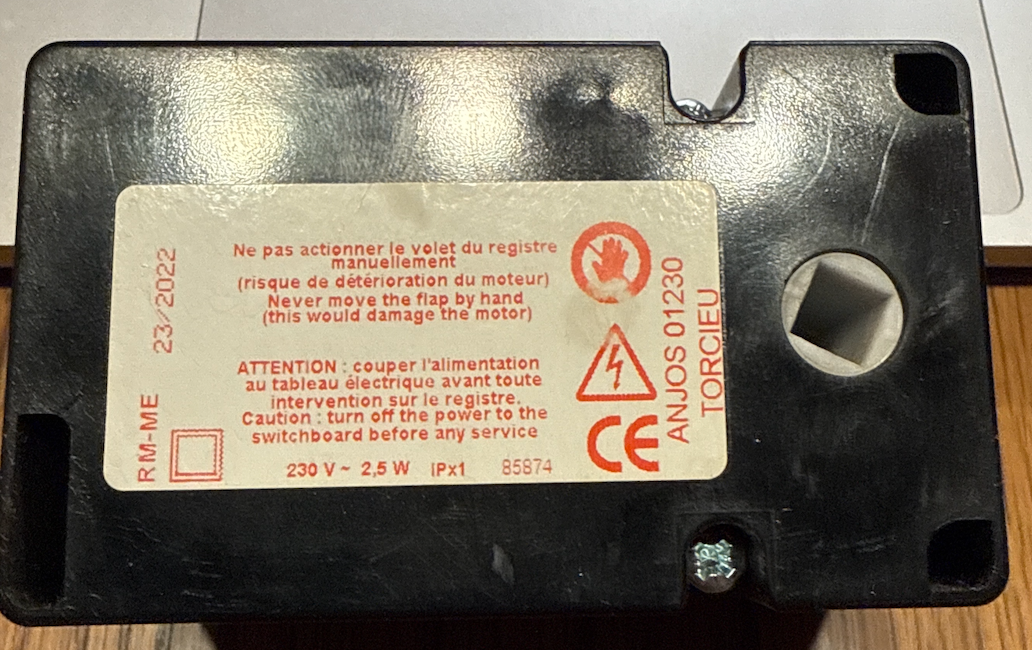 Ne pas actionner le volet du registre
manuellement
(risque de détérioration du moteur)
Never move the flap by hand
(this would damage the motor)
ATTENTION : couper l'alimentation
au tableau électrique avant toute
intervention sur le registre.
Caution : turn off the power to the
switchboard before any service
230 V ~ 2,5 W IPx1 85874
RM-ME 23/2022
CE
ANJOS 01230
TORCIEU